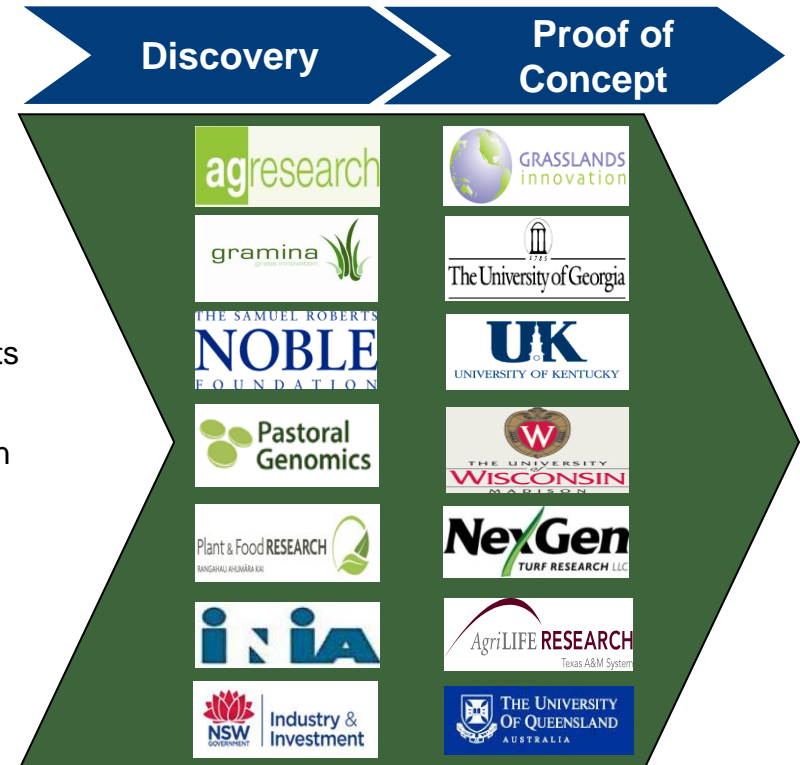 Discovery
Proof of
Concept
ts
n
agresearch
GRASSLANDS
innovation
gramina
grass innovation
1785
The University of Georgia
THE SAMUEL ROBERTS
NOBLE
FOUNDATION
UK
UNIVERSITY OF KENTUCKY
Pastoral
Genomics
W
THE UNIVERSITY
of
WISCONSIN
MADISON
Plant & Food RESEARCH
RANGAHAU AHUMĀRA KAI
NexGen
TURF RESEARCH LLC
iNiA
AgriLIFE RESEARCH
Texas A&M System
NSW
GOVERNMENT
Industry &
Investment
THE UNIVERSITY
OF QUEENSLAND
AUSTRALIA